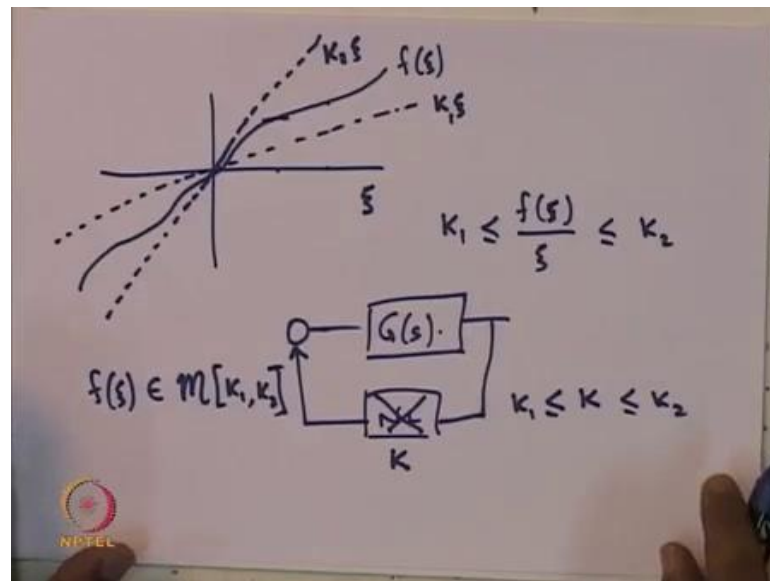 K₂ξ
f(ξ)
K₁ξ
ξ
K₁ ≤ f(ξ)/ξ ≤ K₂
G(s).
f(ξ) ∈ M[K₁, K₂]
K₁ ≤ K ≤ K₂
K
NPTEL